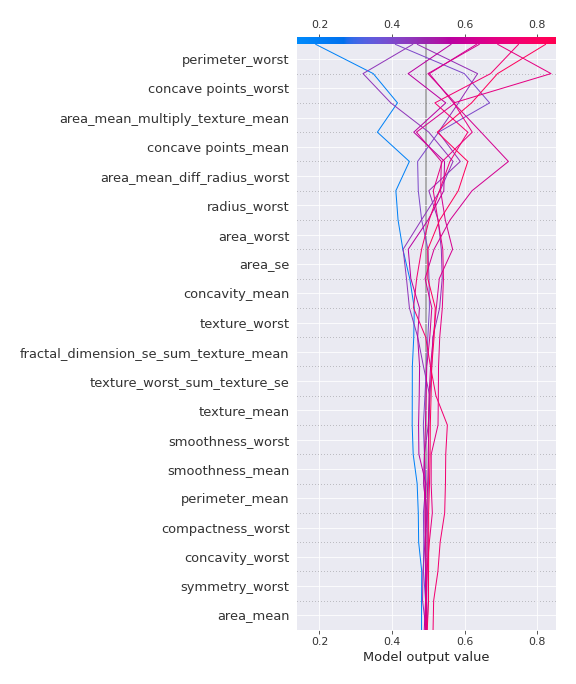 0.2 0.4 0.6 0.8
perimeter_worst
concave points_worst
area_mean_multiply_texture_mean
concave points_mean
area_mean_diff_radius_worst
radius_worst
area_worst
area_se
concavity_mean
texture_worst
fractal_dimension_se_sum_texture_mean
texture_worst_sum_texture_se
texture_mean
smoothness_worst
smoothness_mean
perimeter_mean
compactness_worst
concavity_worst
symmetry_worst
area_mean
0.2 0.4 0.6 0.8
Model output value